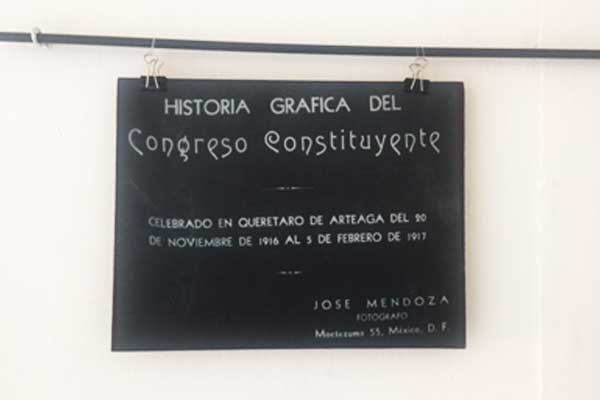 HISTORIA GRAFICA DEL
Congreso Constituyente
CELEBRADO EN QUERETARO DE ARTEAGA DEL 20
DE NOVIEMBRE DE 1916 AL 5 DE FEBRERO DE 1917
JOSE MENDOZA
FOTOGRAFO
Moctezuma 55, México, D. F.